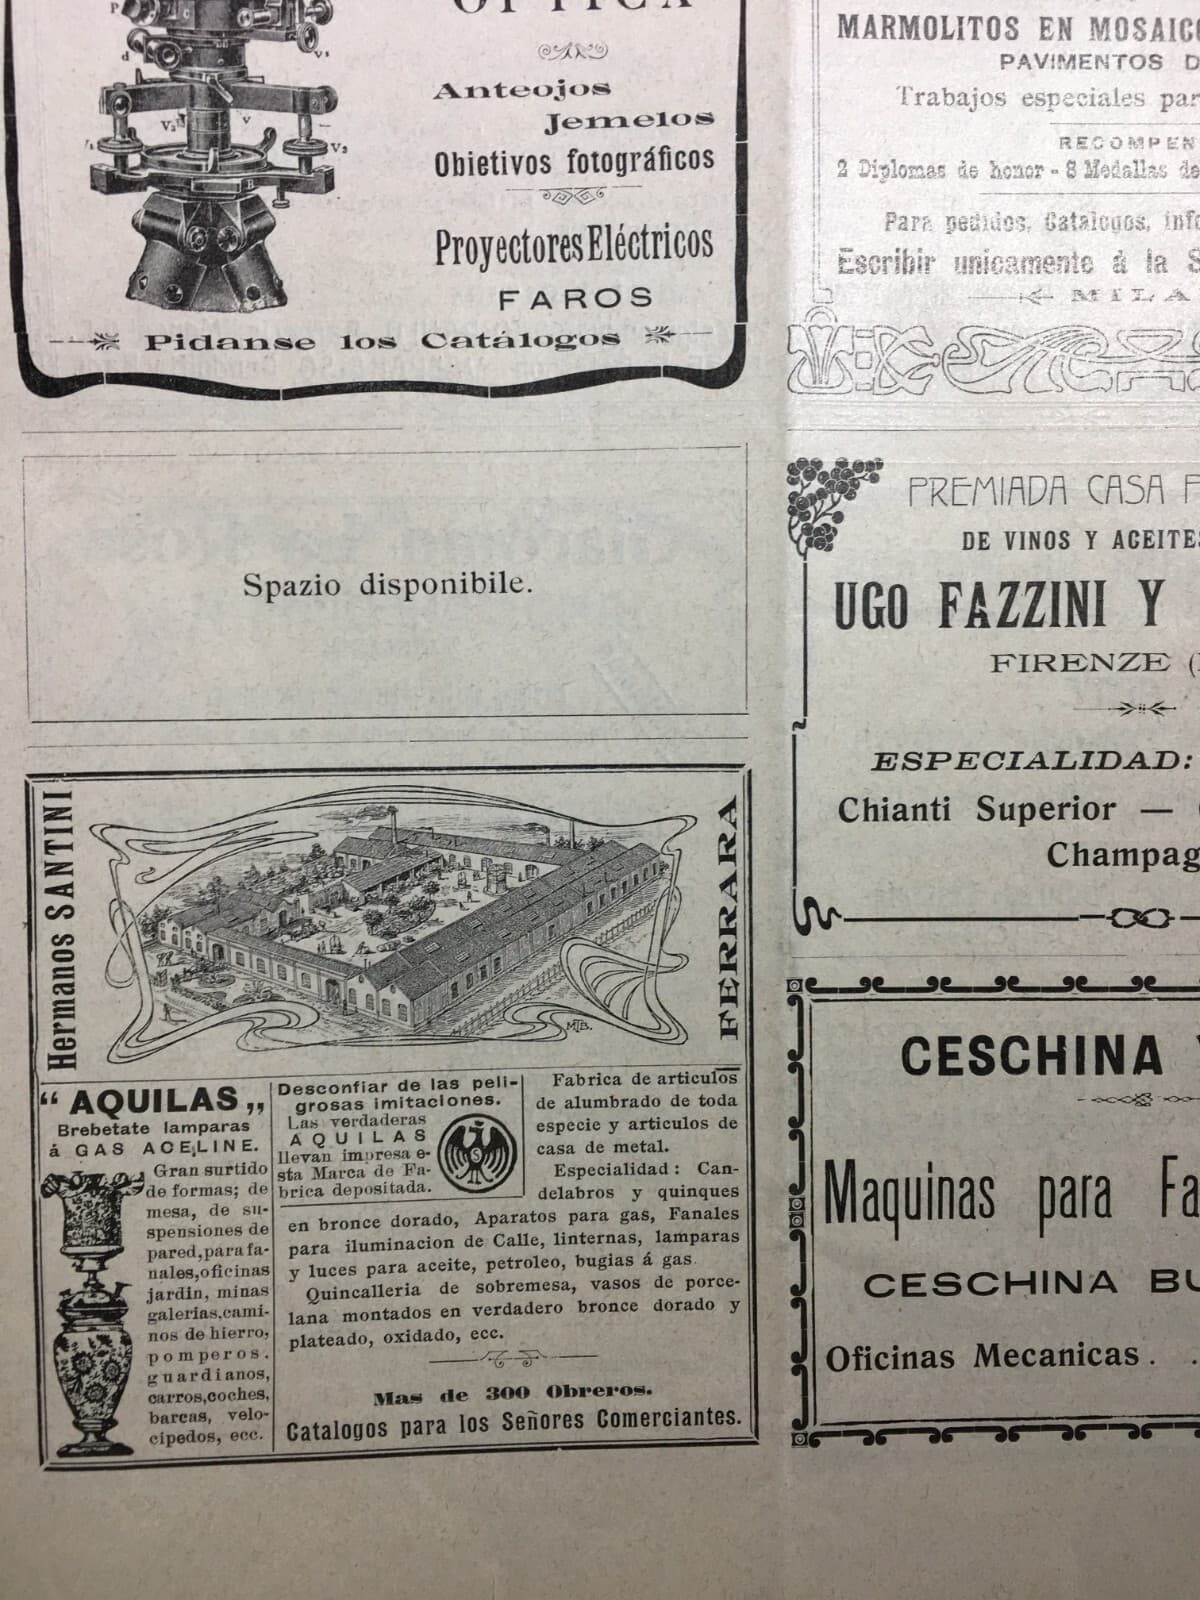 OPTICA
Anteojos
Jemelos
Obietivos fotográficos
Proyectores Eléctricos
FAROS
Pidanse los Catálogos
Spazio disponibile.
Hermanos SANTINI
FERRARA
MTB.
“ AQUILAS „
Brebetate lamparas
á GAS ACELINE.
Gran surtido
de formas; de
mesa, de su-
spensiones de
pared, para fa-
nales, oficinas
jardin, minas
galerias, cami-
nos de hierro,
pomperos.
guardianos,
carros, coches,
barcas, velo-
cipedos, ecc.
Desconfiar de las peli-
grosas imitaciones.
Las verdaderas
AQUILAS
llevan impresa e-
sta Marca de Fa-
brica depositada.
Fabrica de articulos
de alumbrado de toda
especie y articulos de
casa de metal.
Especialidad: Can-
delabros y quinques
en bronce dorado, Aparatos para gas, Fanales
para iluminacion de Calle, linternas, lamparas
y luces para aceite, petroleo, bugias á gas.
Quincalleria de sobremesa, vasos de porce-
lana montados en verdadero bronce dorado y
plateado, oxidado, ecc.
Mas de 300 Obreros.
Catalogos para los Señores Comerciantes.
MARMOLITOS EN MOSAICO
PAVIMENTOS D
Trabajos especiales par
RECOMPEN
2 Diplomas de honor - 8 Medallas de
Para pedidos, Catalogos, info
Escribir unicamente á la S
MILA
PREMIADA CASA F
DE VINOS Y ACEITES
UGO FAZZINI Y
FIRENZE (
ESPECIALIDAD:
Chianti Superior —
Champag
CESCHINA Y
Maquinas para Fa
CESCHINA BU
Oficinas Mecanicas . .